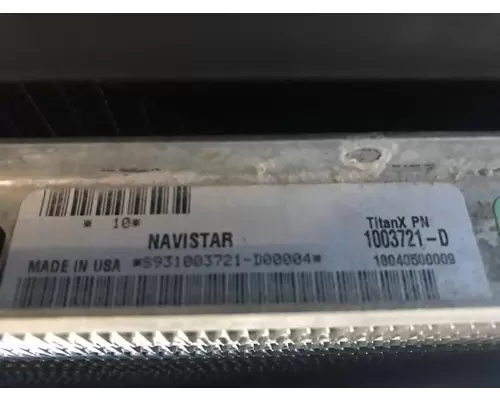 * 10*
TitanX PN
NAVISTAR 1003721-D
MADE IN USA *S931003721-D00004* 18040500009